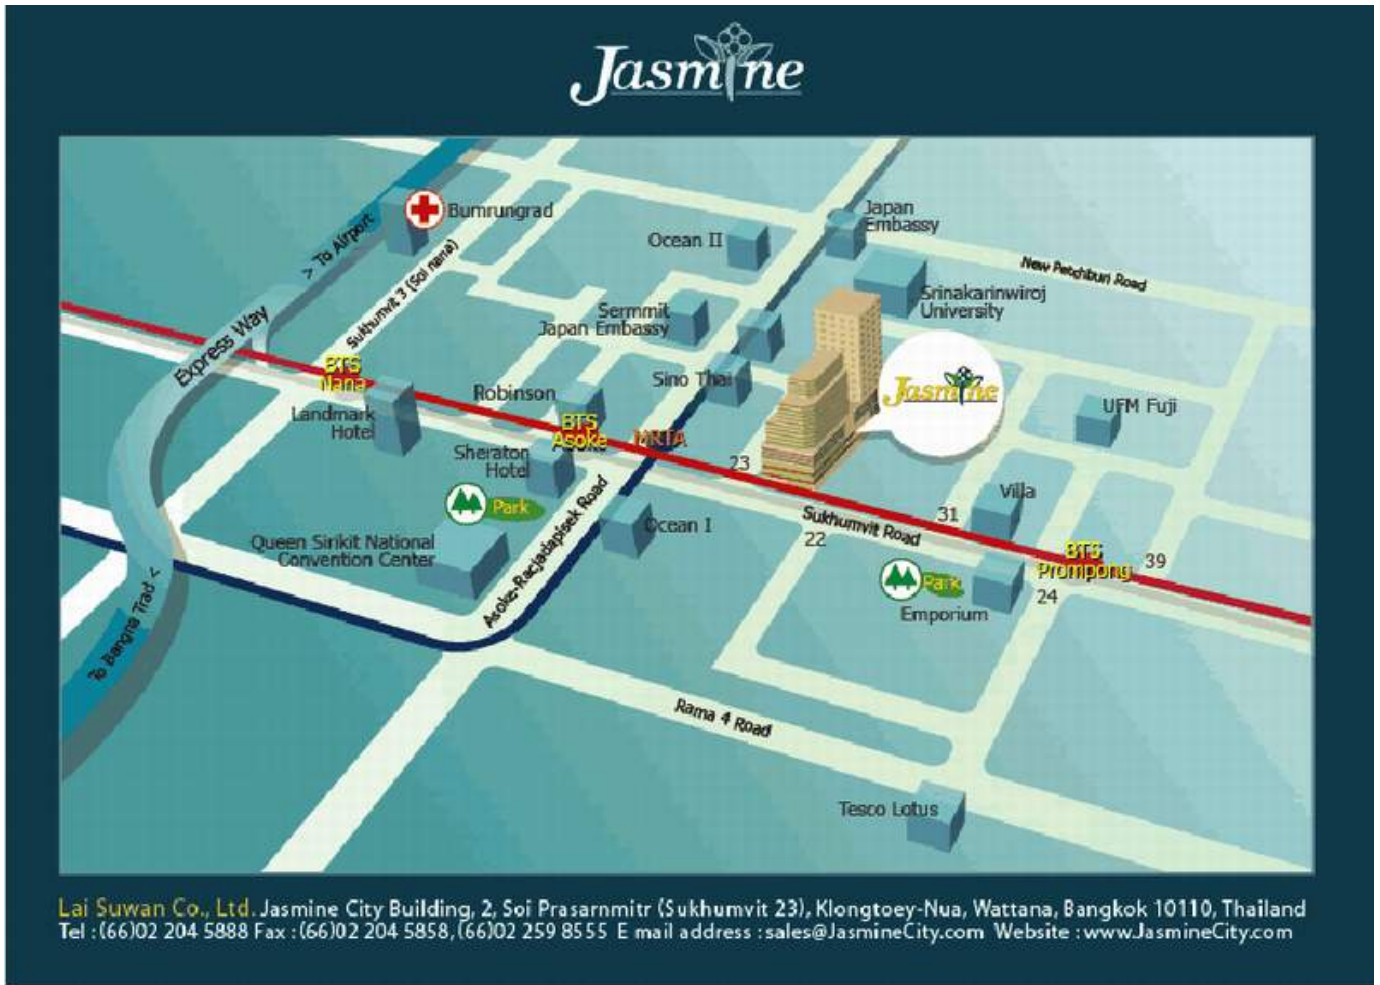 Jasmine
Bumrungrad
Japan
Embassy
Ocean II
> To Airport
Sukhumvit 3 (Soi nana)
New Petchburi Road
Srinakarinwiroj
University
Sermmit
Japan Embassy
Express Way
BTS
Nana
Sino Thai
Jasmine
Robinson
Landmark
Hotel
UFM Fuji
BTS
Asoke
Asoke
MRTA
Sheraton
Hotel
23
Villa
Park
Asoke-Racjadapisek Road
Ocean I
Sukhumvit Road
31
22
Queen Sirikit National
Convention Center
BTS
Prompong
39
Park
24
Emporium
To Bangna Trad <
Rama 4 Road
Tesco Lotus
Lai Suwan Co., Ltd. Jasmine City Building, 2, Soi Prasarnmitr (Sukhumvit 23), Klongtoey-Nua, Wattana, Bangkok 10110, Thailand
Tel : (66)02 204 5888 Fax : (66)02 204 5858, (66)02 259 8555 E mail address : sales@JasmineCity.com Website : www.JasmineCity.com